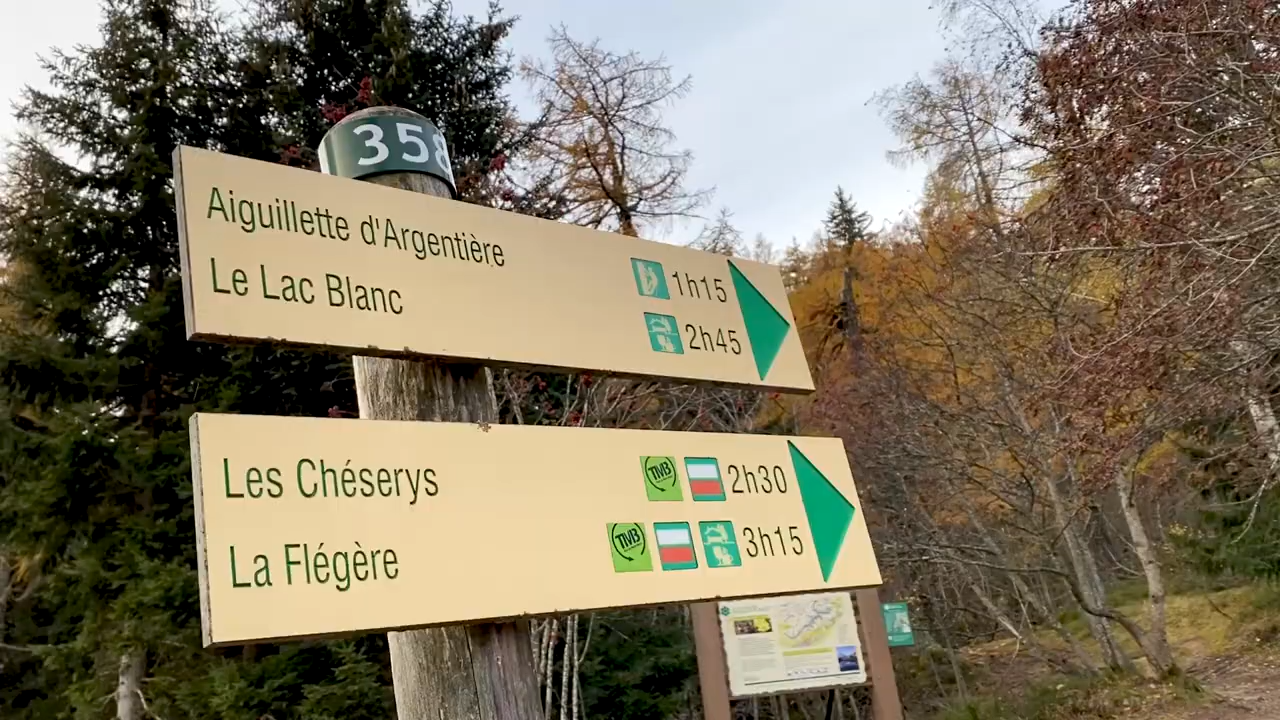 358
Aiguillette d'Argentière
1h15
Le Lac Blanc
2h45
Les Chéserys
TMB
2h30
La Flégère
TMB
3h15